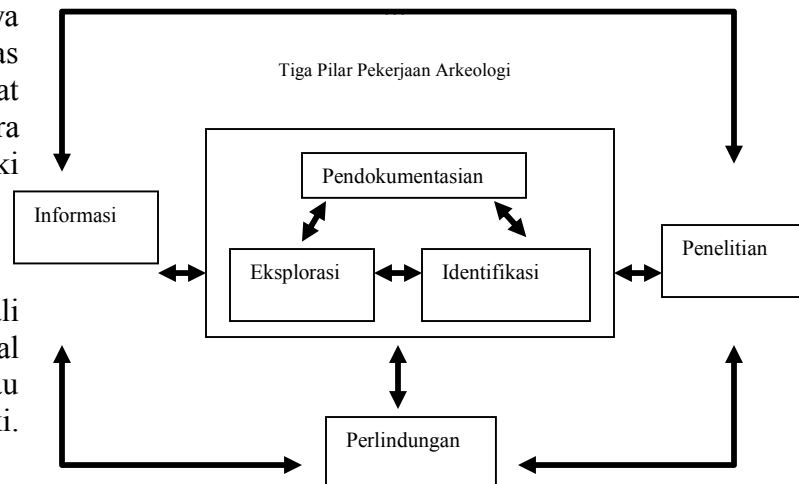 Tiga Pilar Pekerjaan Arkeologi
Pendokumentasian
Informasi
Eksplorasi
Identifikasi
Penelitian
Perlindungan